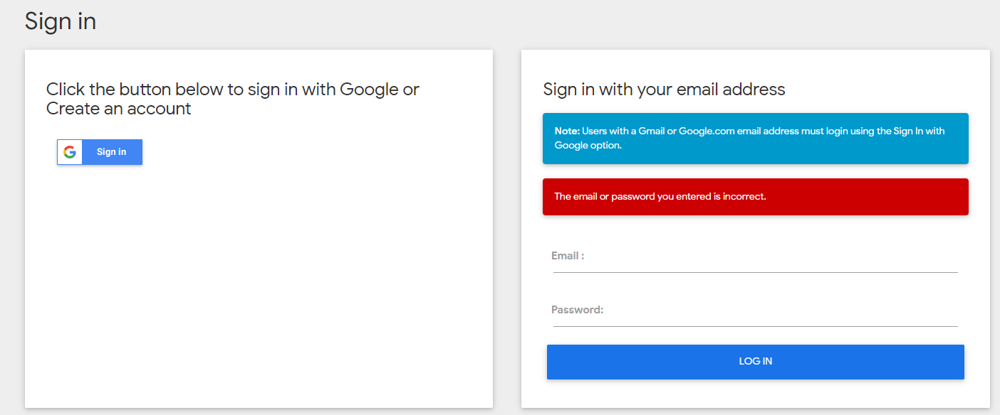 Sign in
Click the button below to sign in with Google or
Create an account
Sign in
Sign in with your email address
Note: Users with a Gmail or Google.com email address must login using the Sign In with
Google option.
The email or password you entered is incorrect.
Email :
Password:
LOG IN